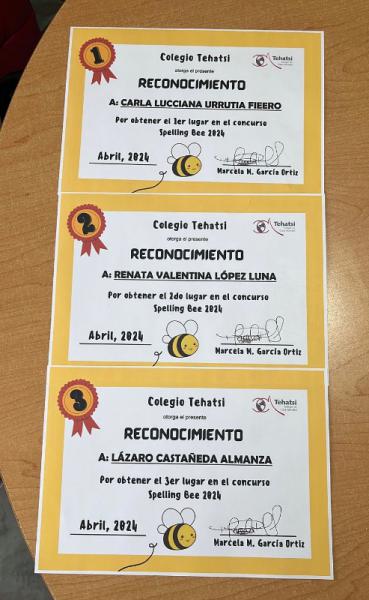 1
Colegio Tehatsi
Tehatsi
otorga el presente
RECONOCIMIENTO
A: CARLA LUCCIANA URRUTIA FIEERO
Por obtener el 1er lugar en el concurso
Spelling Bee 2024
Abril, 2024
Marcela M. García Ortiz
2
Colegio Tehatsi
Tehatsi
otorga el presente
RECONOCIMIENTO
A: RENATA VALENTINA LÓPEZ LUNA
Por obtener el 2do lugar en el concurso
Spelling Bee 2024
Abril, 2024
Marcela M. García Ortiz
3
Colegio Tehatsi
Tehatsi
otorga el presente
RECONOCIMIENTO
A: LÁZARO CASTAÑEDA ALMANZA
Por obtener el 3er lugar en el concurso
Spelling Bee 2024
Abril, 2024
Marcela M. García Ortiz